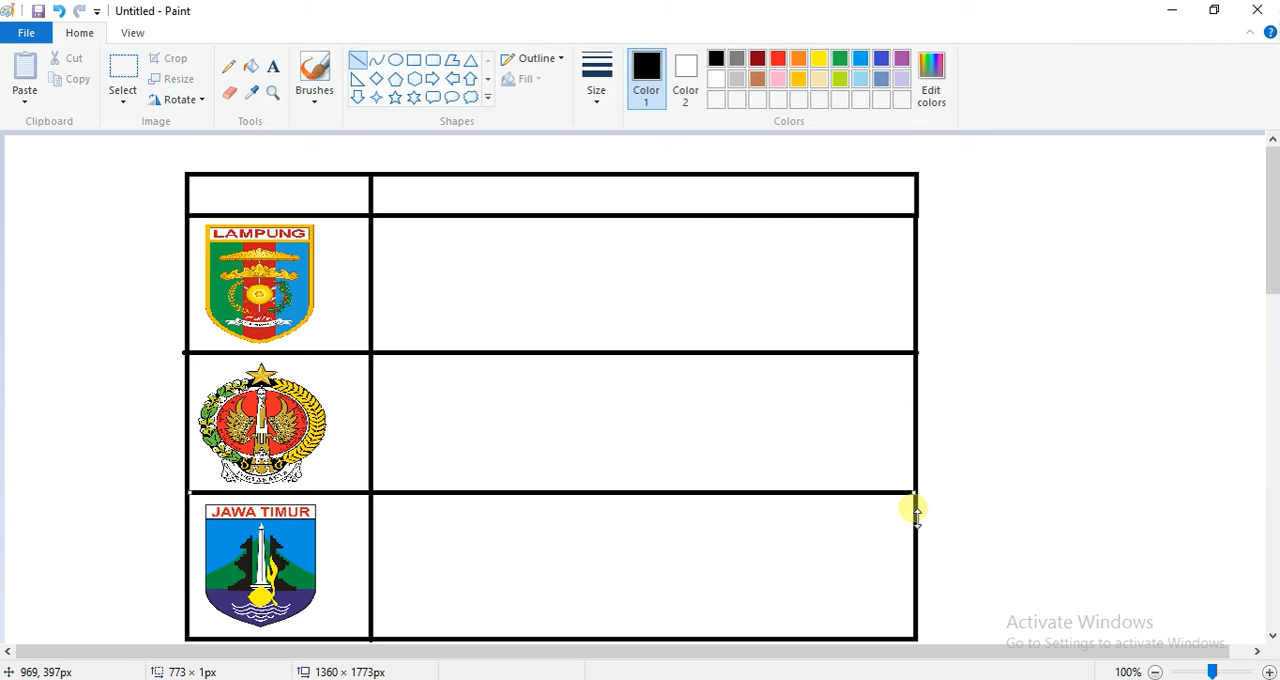 Untitled - Paint
File
Home
View
Paste
Cut
Copy
Clipboard
Select
Crop
Resize
Rotate
Image
A
Tools
Brushes
Outline
Fill
Shapes
Size
Color
1
Color
2
Edit
colors
Colors
LAMPUNG
JAWA TIMUR
Activate Windows
Go to Settings to activate Windows.
969, 397px
773 × 1px
1360 × 1773px
100%